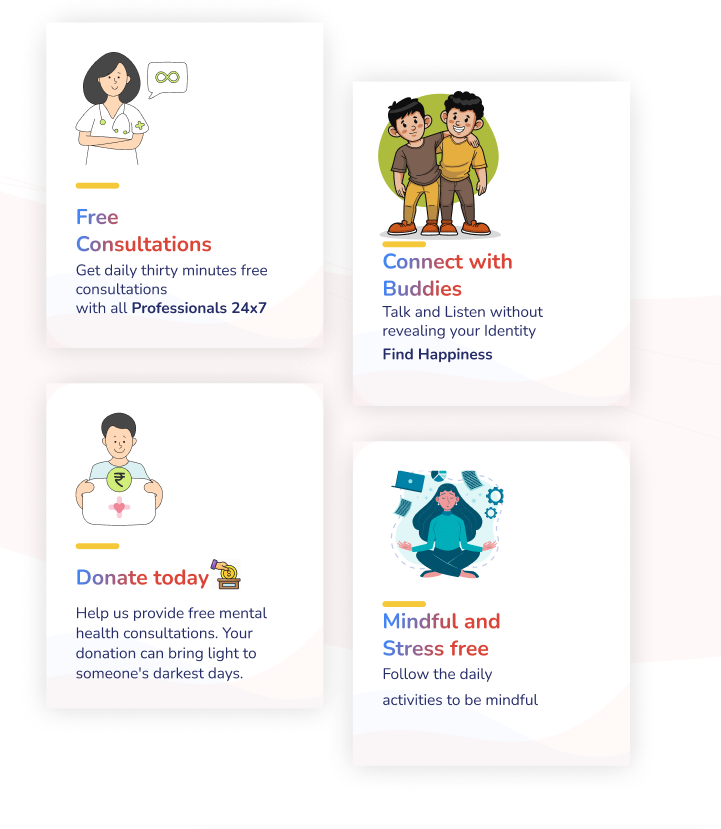 Free
Consultations
Get daily thirty minutes free
consultations
with all Professionals 24x7
Connect with
Buddies
Talk and Listen without
revealing your Identity
Find Happiness
₹
Donate today
Help us provide free mental
health consultations. Your
donation can bring light to
someone's darkest days.
Mindful and
Stress free
Follow the daily
activities to be mindful